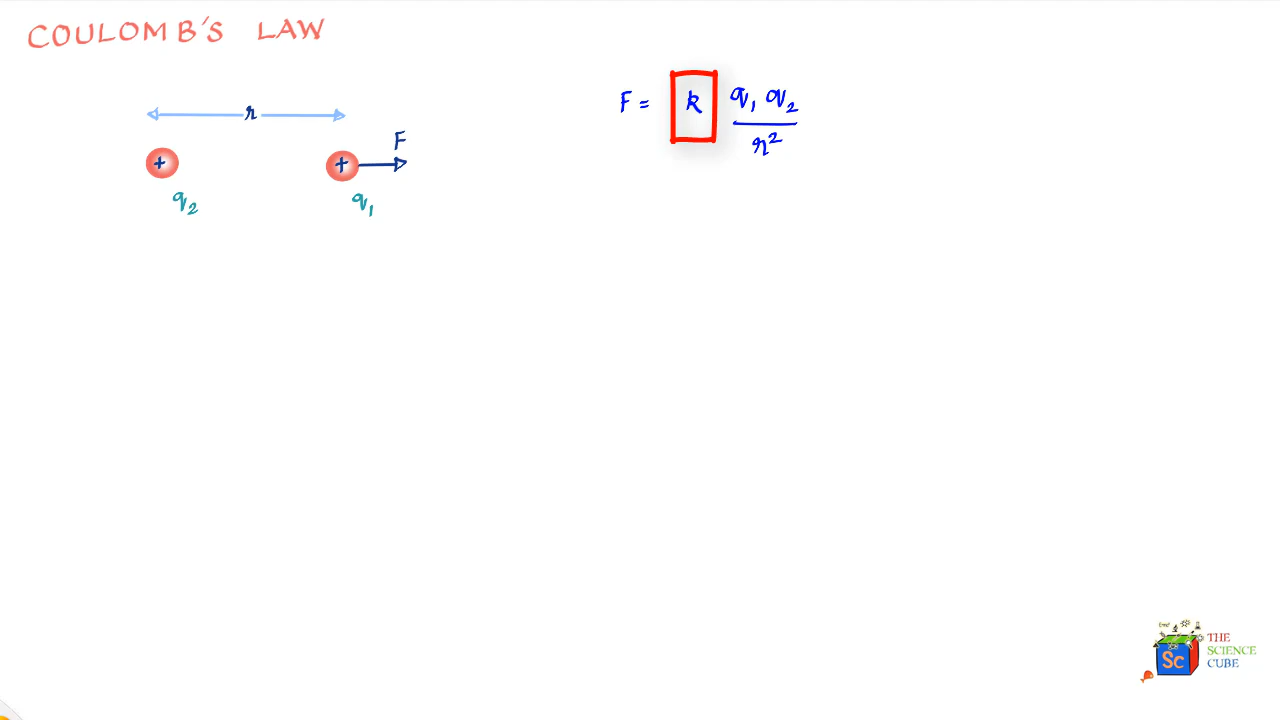 COULOMB'S LAW
r
F
+ +
q₂ q₁
F = k q₁ q₂
r²
Sc
THE
SCIENCE
CUBE